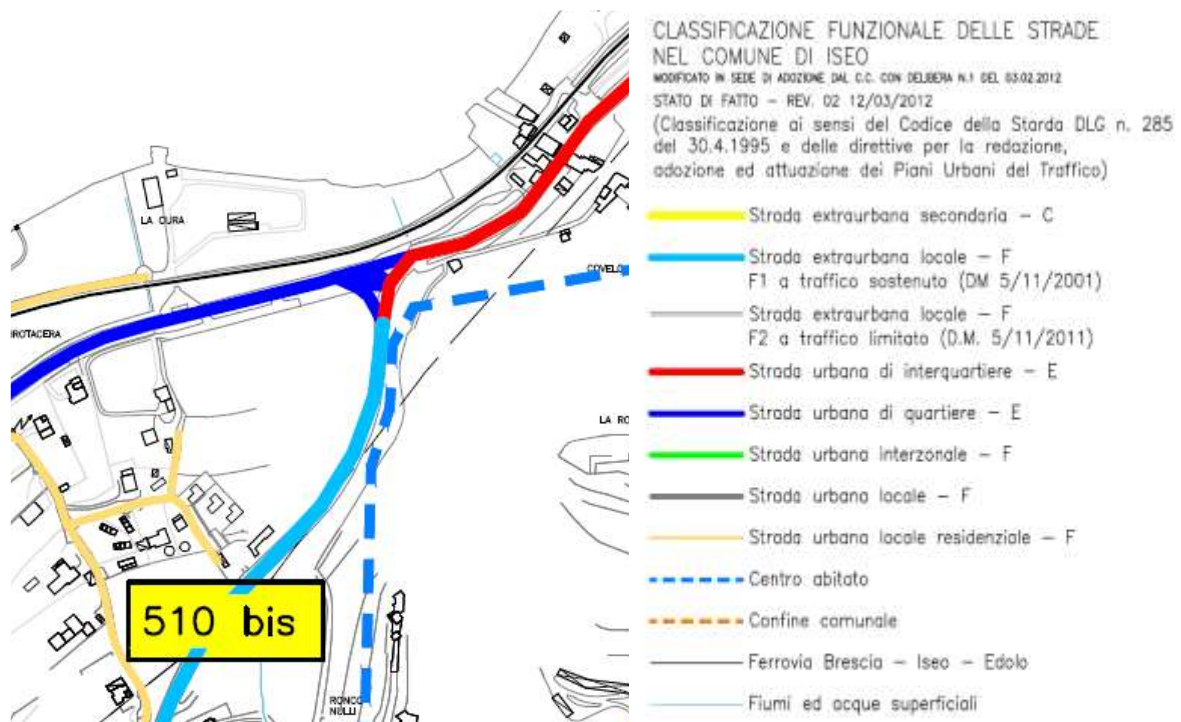 LA CURA
COVELO
ROTACERA
LA RO
510 bis
RONCO
NULLI
CLASSIFICAZIONE FUNZIONALE DELLE STRADE
NEL COMUNE DI ISEO
MODIFICATO IN SEDE DI ADOZIONE DAL C.C. CON DELIBERA N.1 DEL 03.02.2012
STATO DI FATTO - REV. 02 12/03/2012
(Classificazione ai sensi del Codice della Starda DLG n. 285
del 30.4.1995 e delle direttive per la redazione,
adozione ed attuazione dei Piani Urbani del Traffico)
Strada extraurbana secondaria - C
Strada extraurbana locale - F
F1 a traffico sostenuto (DM 5/11/2001)
Strada extraurbana locale - F
F2 a traffico limitato (D.M. 5/11/2011)
Strada urbana di interquartiere - E
Strada urbana di quartiere - E
Strada urbana Interzonale - F
Strada urbana locale - F
Strada urbana locale residenziale - F
Centro abitato
Confine comunale
Ferrovia Brescia - Iseo - Edolo
Fiumi ed acque superficiali